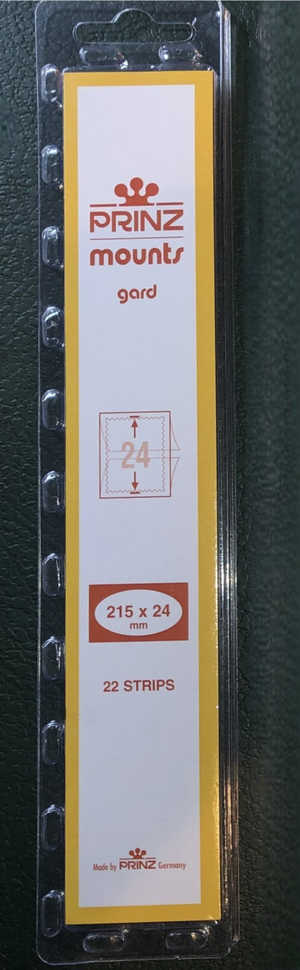 PRINZ
mounts
gard
24
215 x 24
mm
22 STRIPS
Made by PRINZ Germany